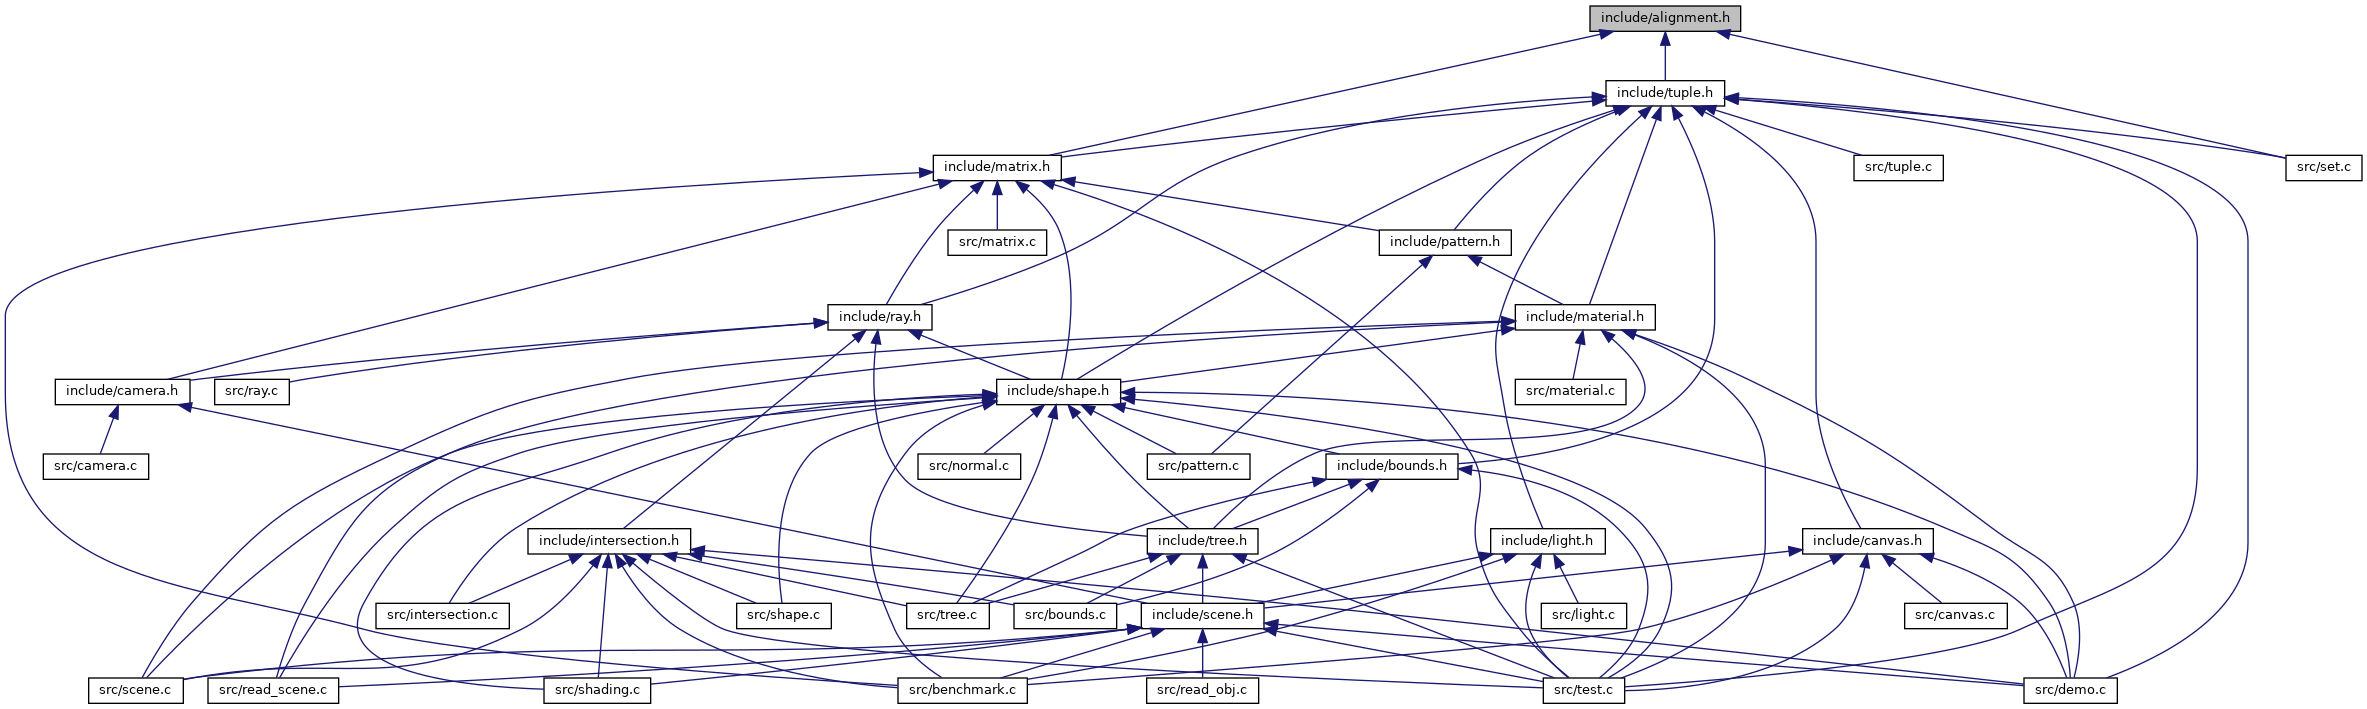 include/alignment.h
include/tuple.h
include/matrix.h
src/tuple.c
src/set.c
src/matrix.c
include/pattern.h
include/ray.h
include/material.h
include/camera.h
src/ray.c
include/shape.h
src/material.c
src/camera.c
src/normal.c
src/pattern.c
include/bounds.h
include/intersection.h
include/tree.h
include/light.h
include/canvas.h
src/intersection.c
src/shape.c
src/tree.c
src/bounds.c
include/scene.h
src/light.c
src/canvas.c
src/scene.c
src/read_scene.c
src/shading.c
src/benchmark.c
src/read_obj.c
src/test.c
src/demo.c